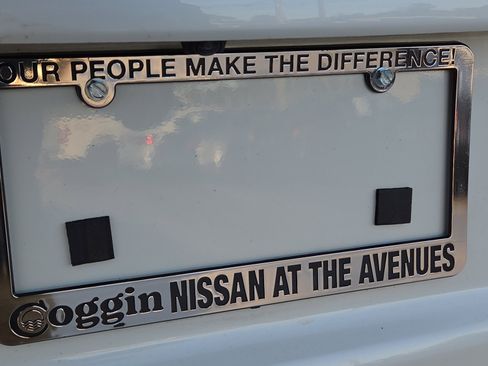 OUR PEOPLE MAKE THE DIFFERENCE!
Coggin NISSAN AT THE AVENUES